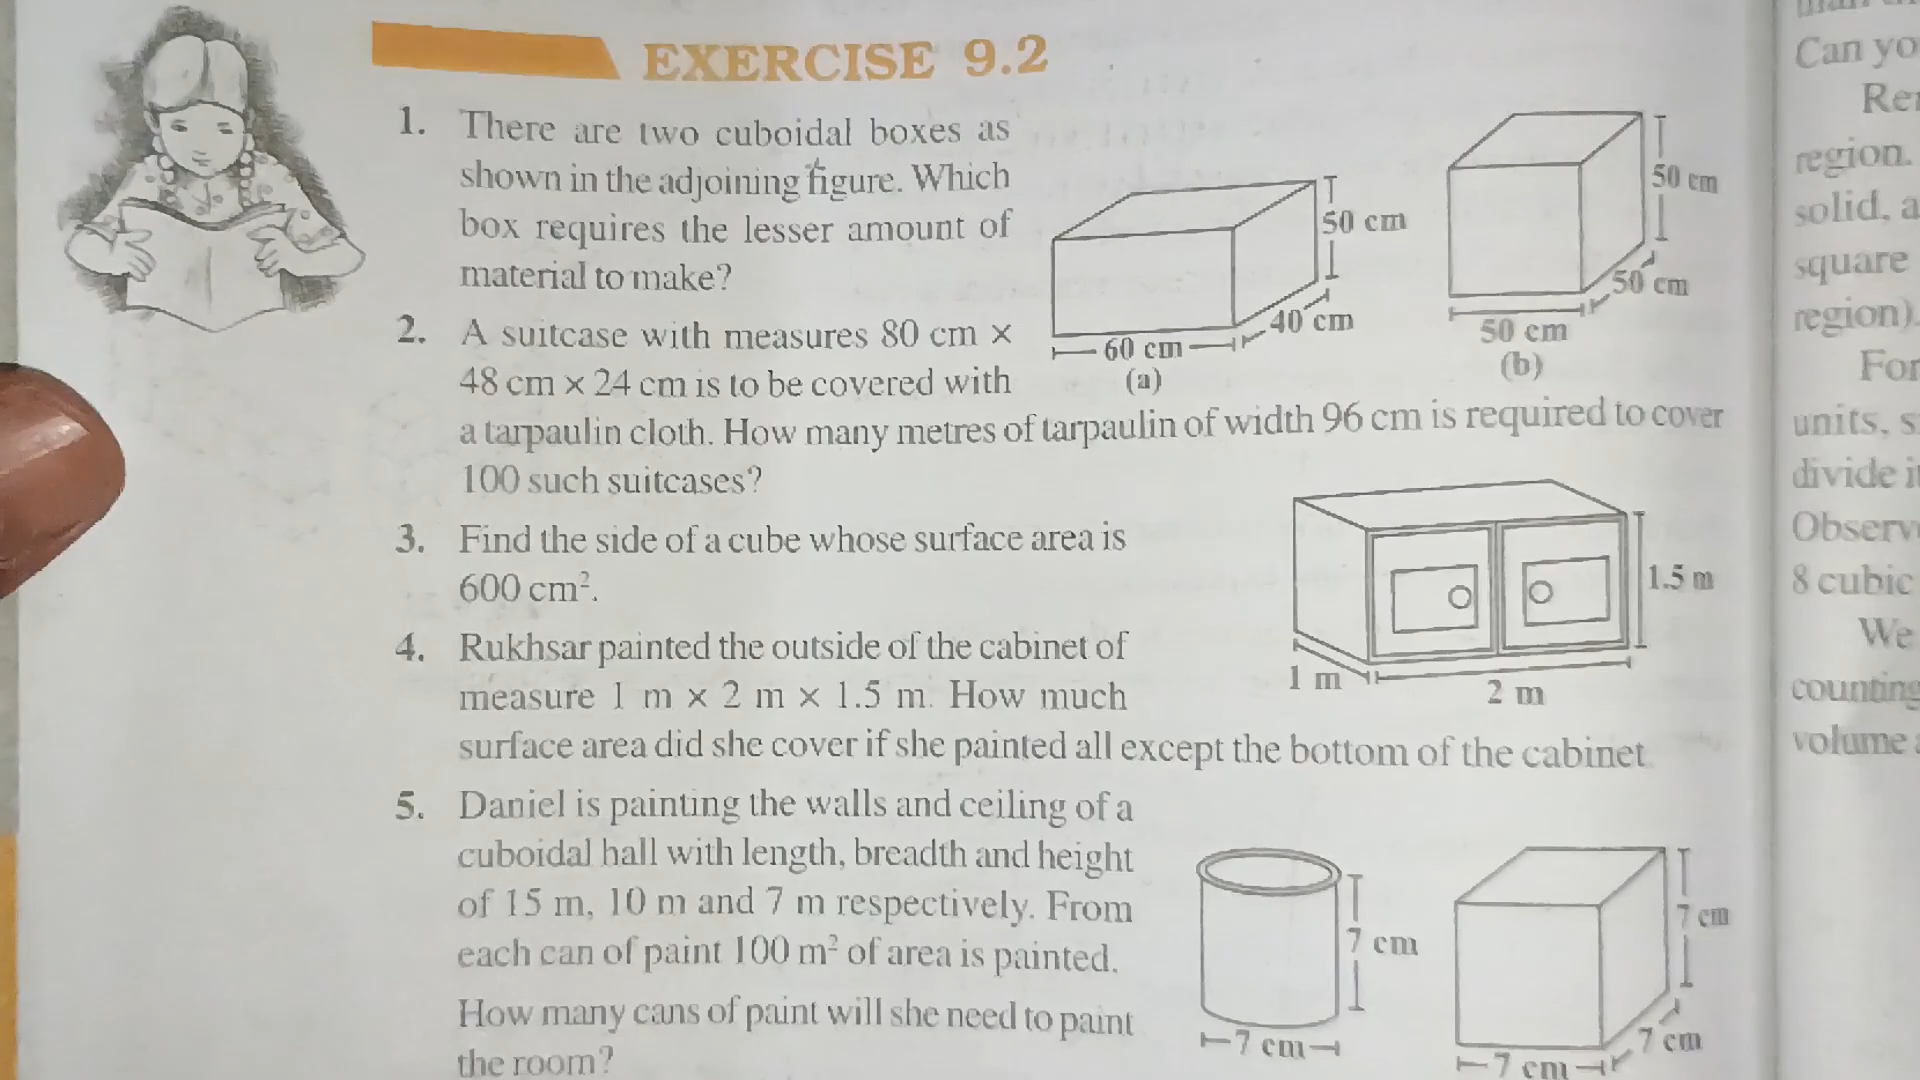 EXERCISE 9.2
1. There are two cuboidal boxes as
shown in the adjoining figure. Which
box requires the lesser amount of
material to make?
50 cm
40 cm
60 cm
(a)
50 cm
50 cm
50 cm
(b)
2. A suitcase with measures 80 cm ×
48 cm × 24 cm is to be covered with
a tarpaulin cloth. How many metres of tarpaulin of width 96 cm is required to cover
100 such suitcases?
3. Find the side of a cube whose surface area is
600 cm².
4. Rukhsar painted the outside of the cabinet of
measure 1 m × 2 m × 1.5 m. How much
surface area did she cover if she painted all except the bottom of the cabinet
1.5 m
1 m
2 m
5. Daniel is painting the walls and ceiling of a
cuboidal hall with length, breadth and height
of 15 m, 10 m and 7 m respectively. From
each can of paint 100 m² of area is painted.
How many cans of paint will she need to paint
the room?
7 cm
7 cm
7 cm
7 cm
7 cm
Can yo
region.
solid, a
square
region).
For
units, s
divide i
Observ
8 cubic
We
counting
volume